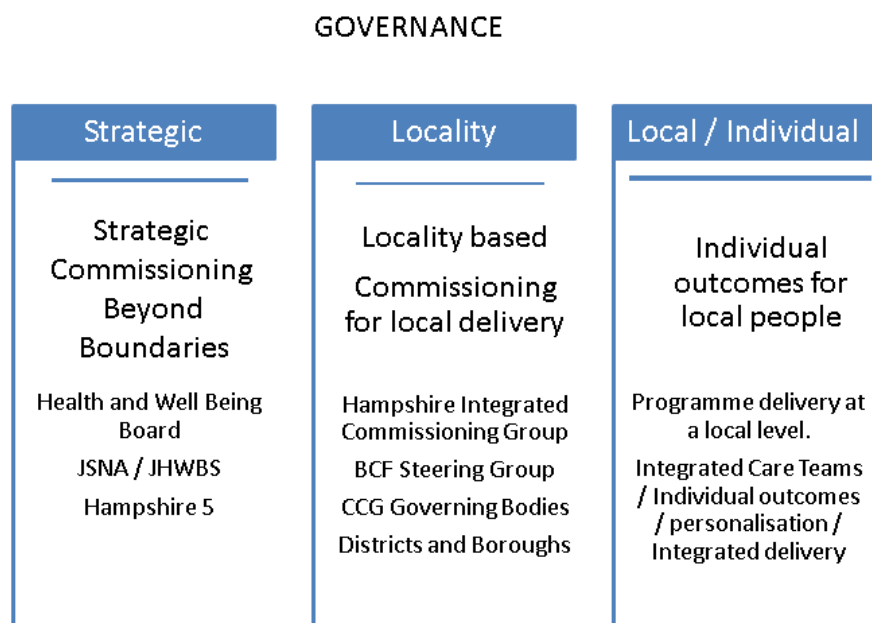 GOVERNANCE
Strategic
Strategic
Commissioning
Beyond
Boundaries
Health and Well Being
Board
JSNA / JHWBS
Hampshire 5
Locality
Locality based
Commissioning
for local delivery
Hampshire Integrated
Commissioning Group
BCF Steering Group
CCG Governing Bodies
Districts and Boroughs
Local / Individual
Individual
outcomes for
local people
Programme delivery at
a local level.
Integrated Care Teams
/ Individual outcomes
/ personalisation /
Integrated delivery